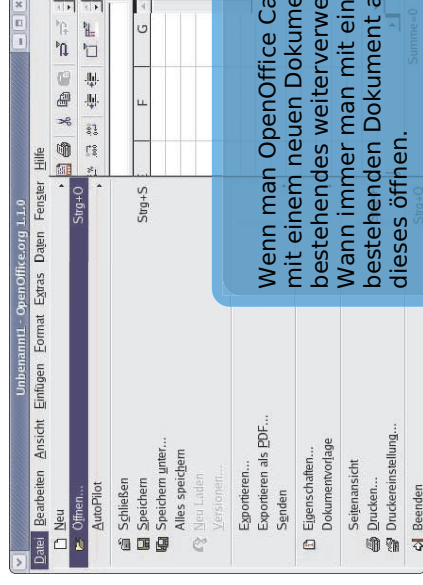 Unbenannt1 - OpenOffice.org 1.1.0
Datei Bearbeiten Ansicht Einfügen Format Extras Daten Fenster Hilfe
Neu
Öffnen... Strg+O
AutoPilot
Schließen
Speichern Strg+S
Speichern unter...
Alles speichern
Neu Laden
Versionen...
Exportieren...
Exportieren als PDF...
Senden
Eigenschaften...
Dokumentvorlage
Seitenansicht
Drucken...
Druckereinstellung...
Beenden Strg+Q
F G
Wenn man OpenOffice Ca
mit einem neuen Dokume
bestehendes weiterverwe
Wann immer man mit ein
bestehenden Dokument a
dieses öffnen.
Summe=0